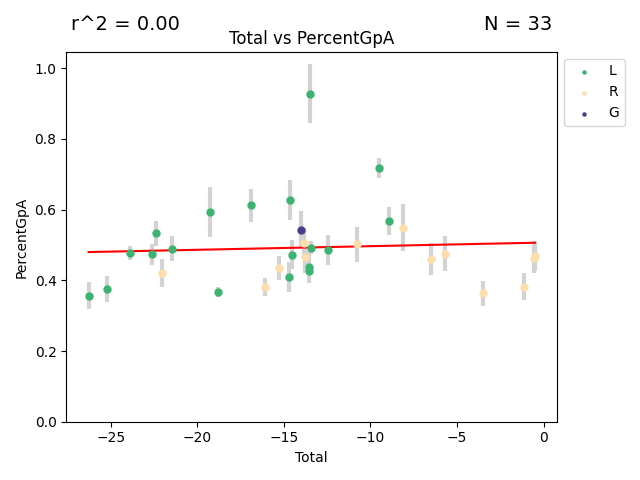 r^2 = 0.00
N = 33
Total vs PercentGpA
L
R
G
PercentGpA
1.0
0.8
0.6
0.4
0.2
0.0
−25
−20
−15
−10
−5
0
Total